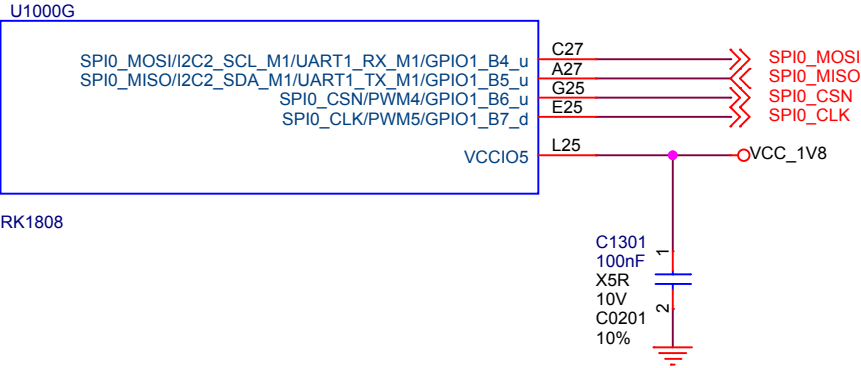 U1000G
SPI0_MOSI/I2C2_SCL_M1/UART1_RX_M1/GPIO1_B4_u C27 SPI0_MOSI
SPI0_MISO/I2C2_SDA_M1/UART1_TX_M1/GPIO1_B5_u A27 SPI0_MISO
SPI0_CSN/PWM4/GPIO1_B6_u G25 SPI0_CSN
SPI0_CLK/PWM5/GPIO1_B7_d E25 SPI0_CLK
VCCIO5 L25 VCC_1V8
RK1808
C1301 1
100nF
X5R
10V
C0201 2
10%